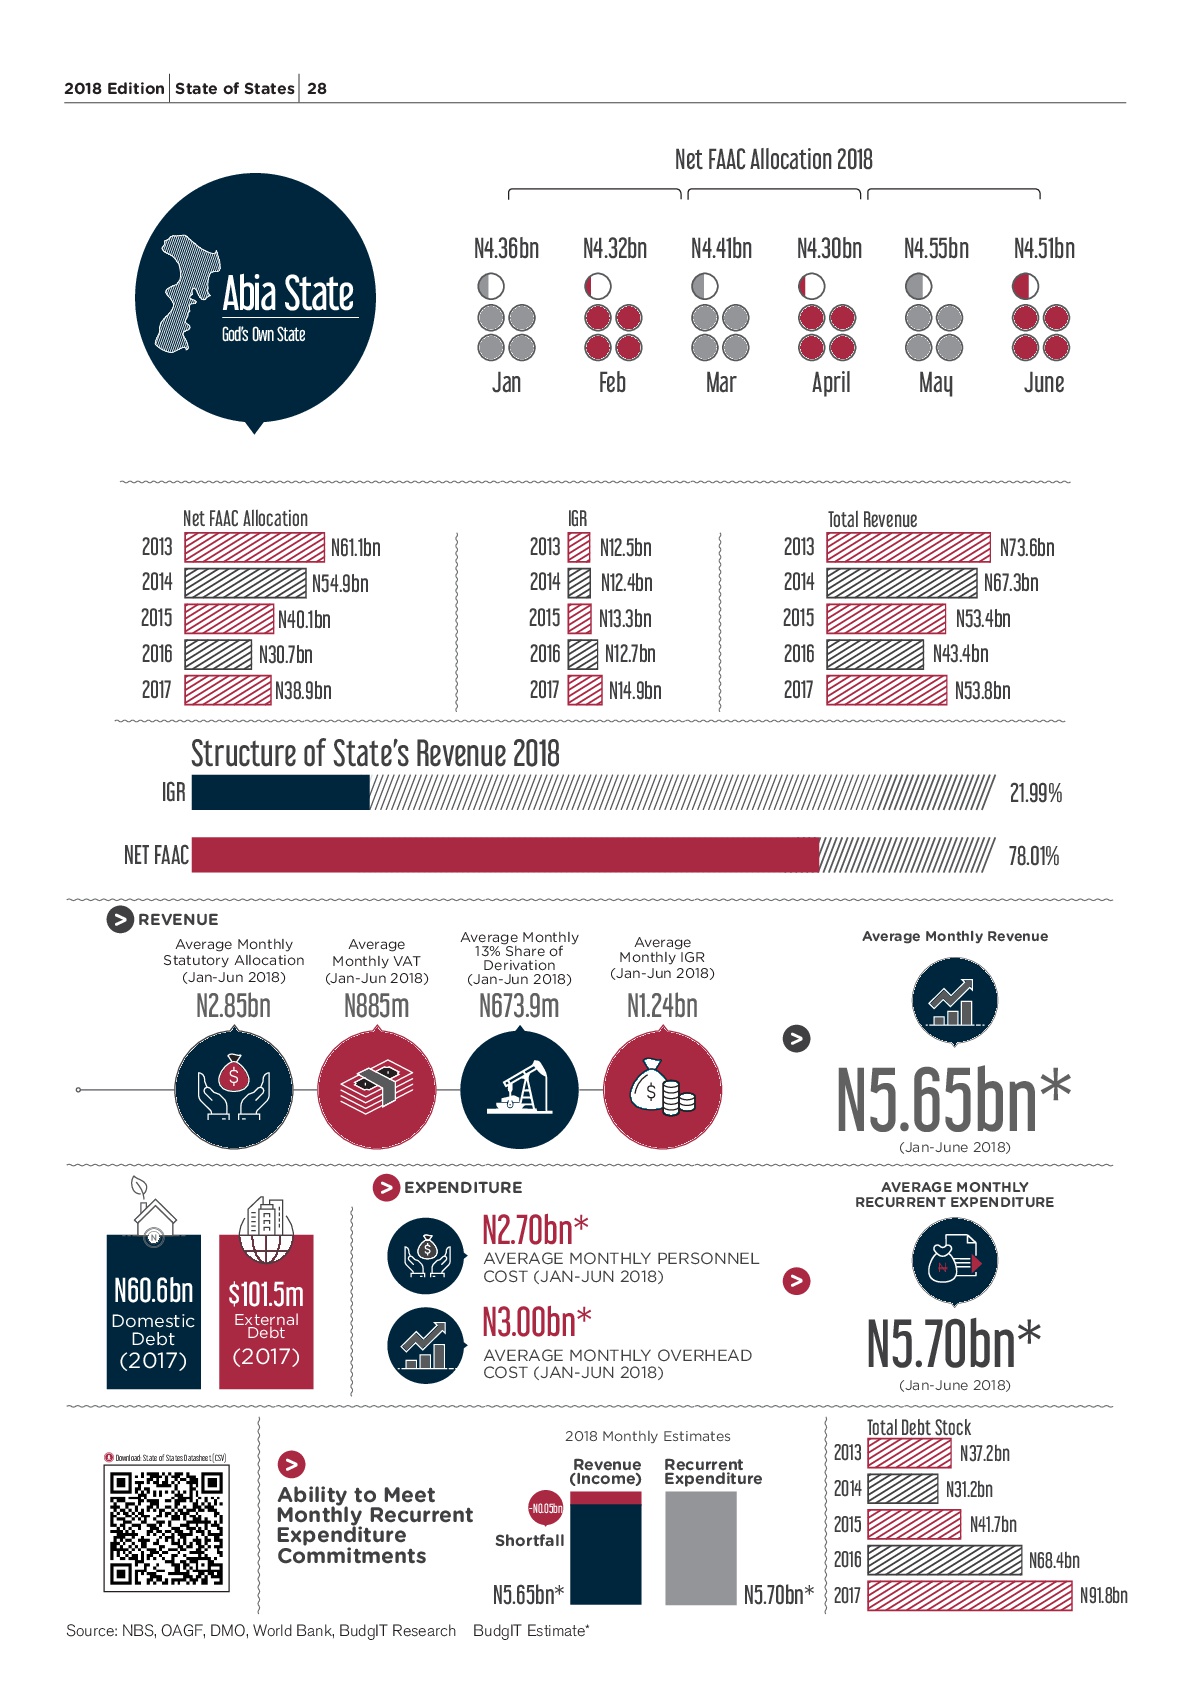 2018 Edition | State of States | 28
Net FAAC Allocation 2018
Abia State
God's Own State
N4.36bn N4.32bn N4.41bn N4.30bn N4.55bn N4.51bn
Jan Feb Mar April May June
Net FAAC Allocation
2013 N61.1bn
2014 N54.9bn
2015 N40.1bn
2016 N30.7bn
2017 N38.9bn
IGR
2013 N12.5bn
2014 N12.4bn
2015 N13.3bn
2016 N12.7bn
2017 N14.9bn
Total Revenue
2013 N73.6bn
2014 N67.3bn
2015 N53.4bn
2016 N43.4bn
2017 N53.8bn
Structure of State's Revenue 2018
IGR 21.99%
NET FAAC 78.01%
> REVENUE
Average Monthly
Statutory Allocation
(Jan-Jun 2018)
N2.85bn
Average
Monthly VAT
(Jan-Jun 2018)
N885m
Average Monthly
13% Share of
Derivation
(Jan-Jun 2018)
N673.9m
Average
Monthly IGR
(Jan-Jun 2018)
N1.24bn
>
Average Monthly Revenue
N5.65bn*
(Jan-June 2018)
N
N60.6bn
Domestic
Debt
(2017)
$101.5m
External
Debt
(2017)
> EXPENDITURE
N2.70bn*
AVERAGE MONTHLY PERSONNEL
COST (JAN-JUN 2018)
N3.00bn*
AVERAGE MONTHLY OVERHEAD
COST (JAN-JUN 2018)
>
AVERAGE MONTHLY
RECURRENT EXPENDITURE
N5.70bn*
(Jan-June 2018)
Download State of States Datasheet (CSV)
>
Ability to Meet
Monthly Recurrent
Expenditure
Commitments
2018 Monthly Estimates
Revenue
(Income)
Recurrent
Expenditure
-N0.05bn
Shortfall
N5.65bn*
N5.70bn*
Total Debt Stock
2013 N37.2bn
2014 N31.2bn
2015 N41.7bn
2016 N68.4bn
2017 N91.8bn
Source: NBS, OAGF, DMO, World Bank, BudgIT Research BudgIT Estimate*